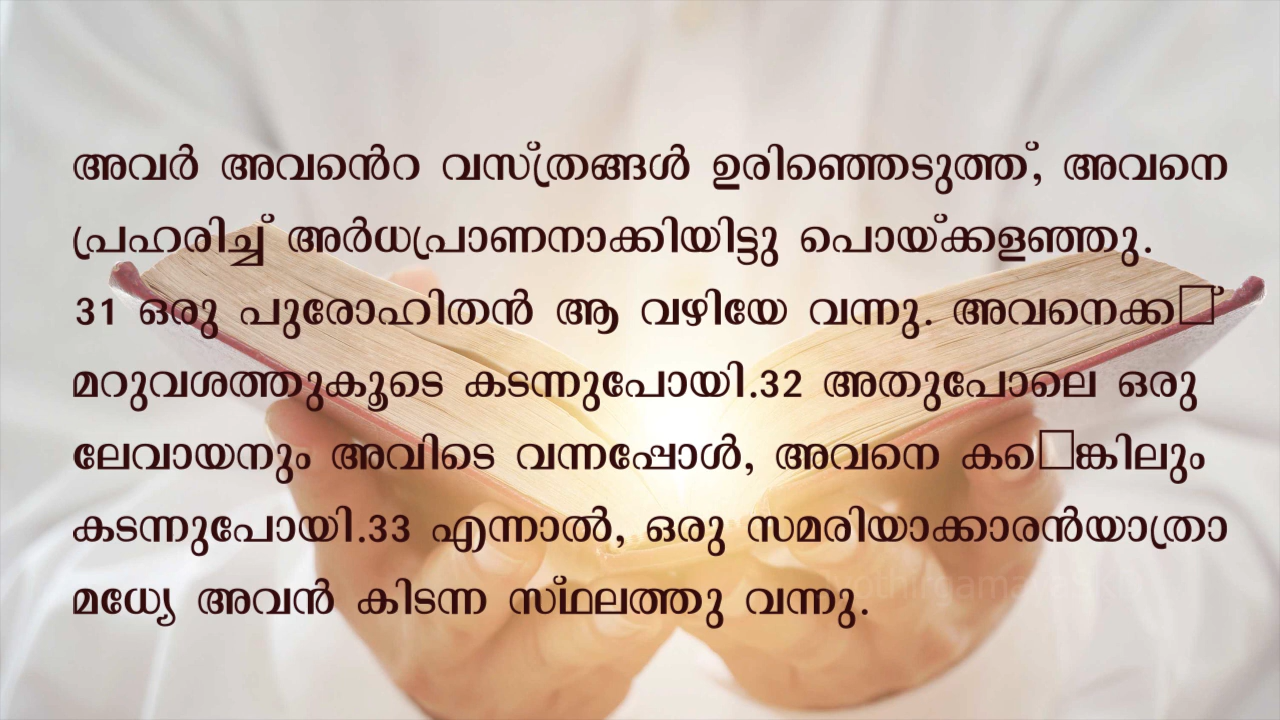 അവർ അവൻെറ വസ്ത്രങ്ങൾ ഉരിഞ്ഞെടുത്ത്, അവനെ
പ്രഹരിച്ച് അർധപ്രാണനാക്കിയിട്ടു പൊയ്ക്കളഞ്ഞു.
31 ഒരു പുരോഹിതൻ ആ വഴിയേ വന്നു. അവനെക്ക□്
മറുവശത്തുകൂടെ കടന്നുപോയി.32 അതുപോലെ ഒരു
ലേവായനും അവിടെ വന്നപ്പോൾ, അവനെ കെ□ങ്കിലും
കടന്നുപോയി.33 എന്നാൽ, ഒരു സമരിയാക്കാരൻയാത്രാ
മധ്യേ അവൻ കിടന്ന സ്ഥലത്തു വന്നു.